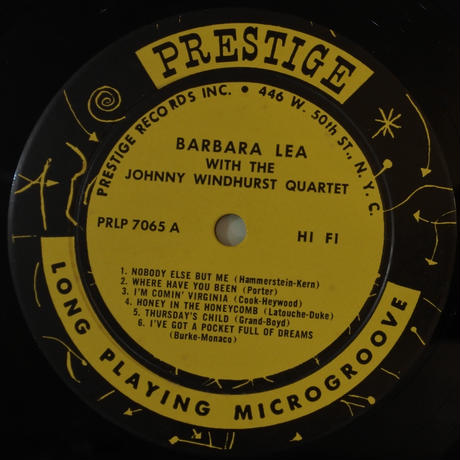 PRESTIGE
PRESTIGE RECORDS INC. • 446 W. 50th ST., N.Y.C.
BARBARA LEA
WITH THE
JOHNNY WINDHURST QUARTET
PRLP 7065 A
HI FI
1. NOBODY ELSE BUT ME (Hammerstein-Kern)
2. WHERE HAVE YOU BEEN (Porter)
3. I'M COMIN' VIRGINIA (Cook-Heywood)
4. HONEY IN THE HONEYCOMB (Latouche-Duke)
5. THURSDAY'S CHILD (Grand-Boyd)
6. I'VE GOT A POCKET FULL OF DREAMS
(Burke-Monaco)
LONG PLAYING MICROGROOVE